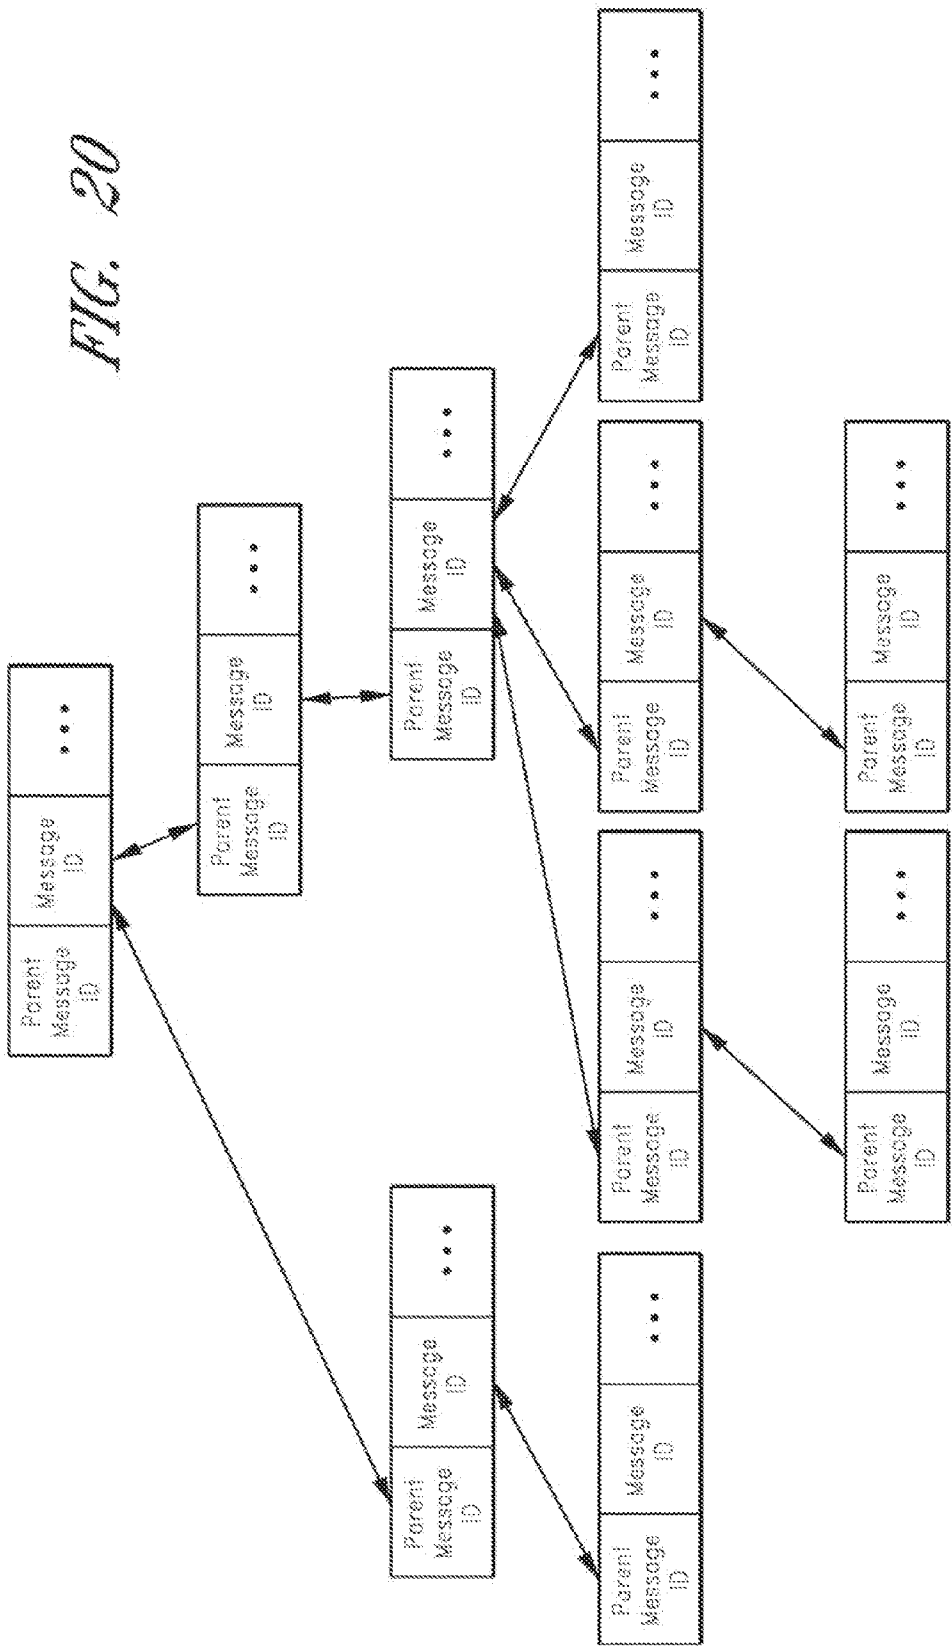 FIG. 20
Parent
Message
ID
Message
ID
•••
Parent
Message
ID
Message
ID
•••
Parent
Message
ID
Message
ID
•••
Parent
Message
ID
Message
ID
•••
Parent
Message
ID
Message
ID
•••
Parent
Message
ID
Message
ID
•••
Parent
Message
ID
Message
ID
•••
Parent
Message
ID
Message
ID
•••
Parent
Message
ID
Message
ID
•••
Parent
Message
ID
Message
ID
•••